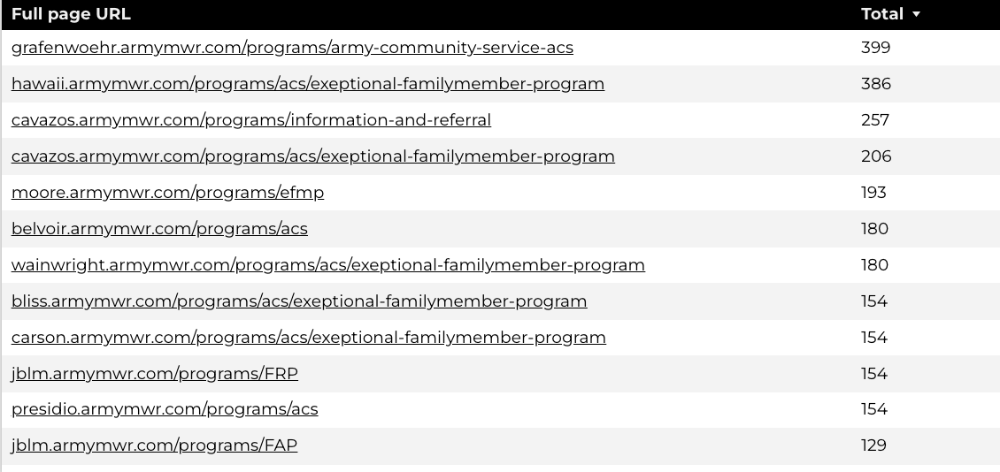 Full page URL Total
grafenwoehr.armymwr.com/programs/army-community-service-acs 399
hawaii.armymwr.com/programs/acs/exeptional-familymember-program 386
cavazos.armymwr.com/programs/information-and-referral 257
cavazos.armymwr.com/programs/acs/exeptional-familymember-program 206
moore.armymwr.com/programs/efmp 193
belvoir.armymwr.com/programs/acs 180
wainwright.armymwr.com/programs/acs/exeptional-familymember-program 180
bliss.armymwr.com/programs/acs/exeptional-familymember-program 154
carson.armymwr.com/programs/acs/exeptional-familymember-program 154
jblm.armymwr.com/programs/FRP 154
presidio.armymwr.com/programs/acs 154
jblm.armymwr.com/programs/FAP 129